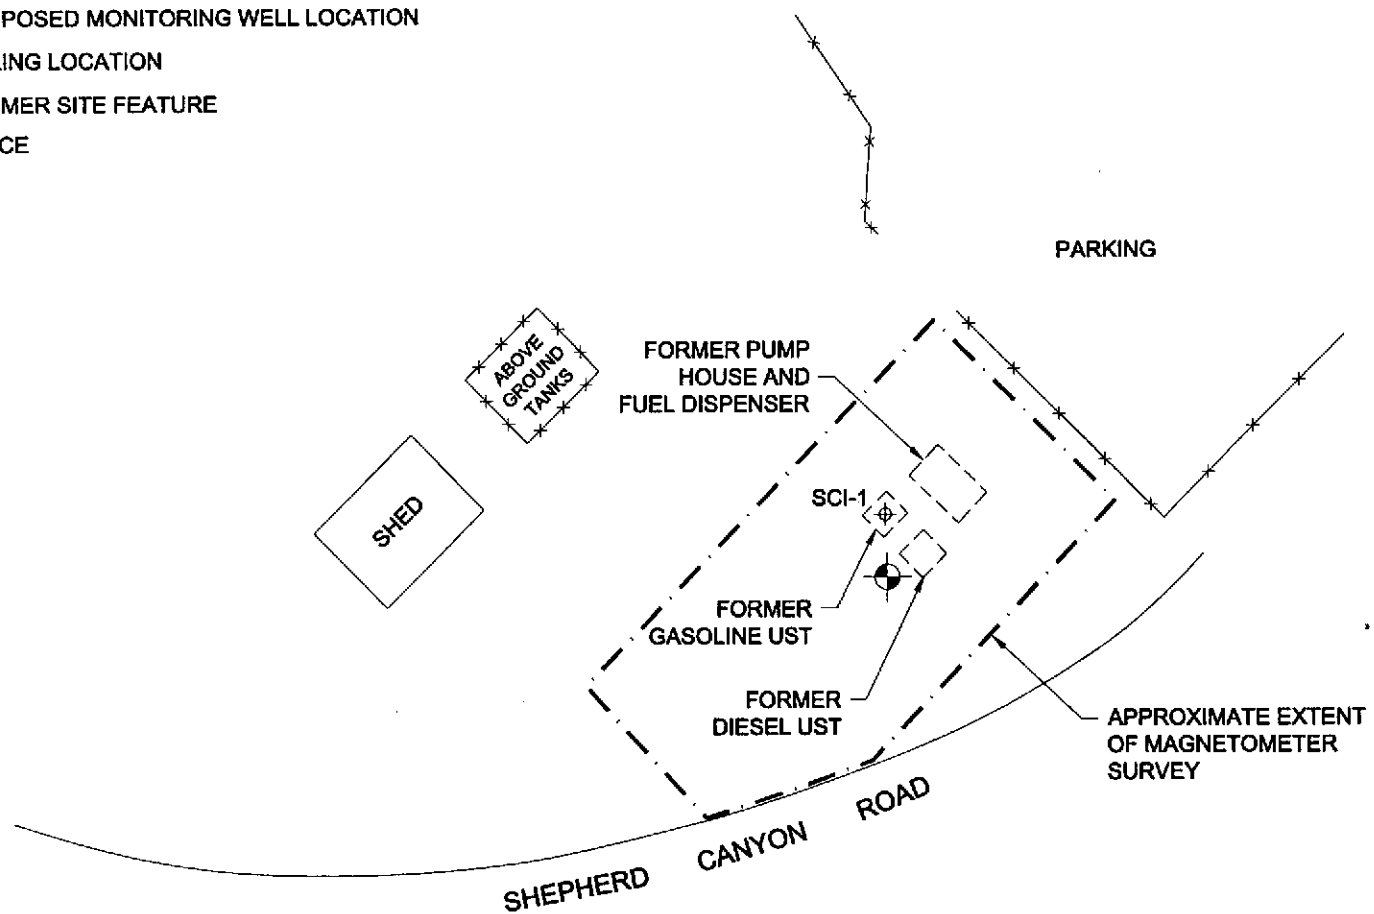 POSED MONITORING WELL LOCATION
ING LOCATION
MER SITE FEATURE
CE
PARKING
ABOVE
GROUND
TANKS
FORMER PUMP
HOUSE AND
FUEL DISPENSER
SHED
SCI-1
FORMER
GASOLINE UST
FORMER
DIESEL UST
APPROXIMATE EXTENT
OF MAGNETOMETER
SURVEY
SHEPHERD CANYON ROAD